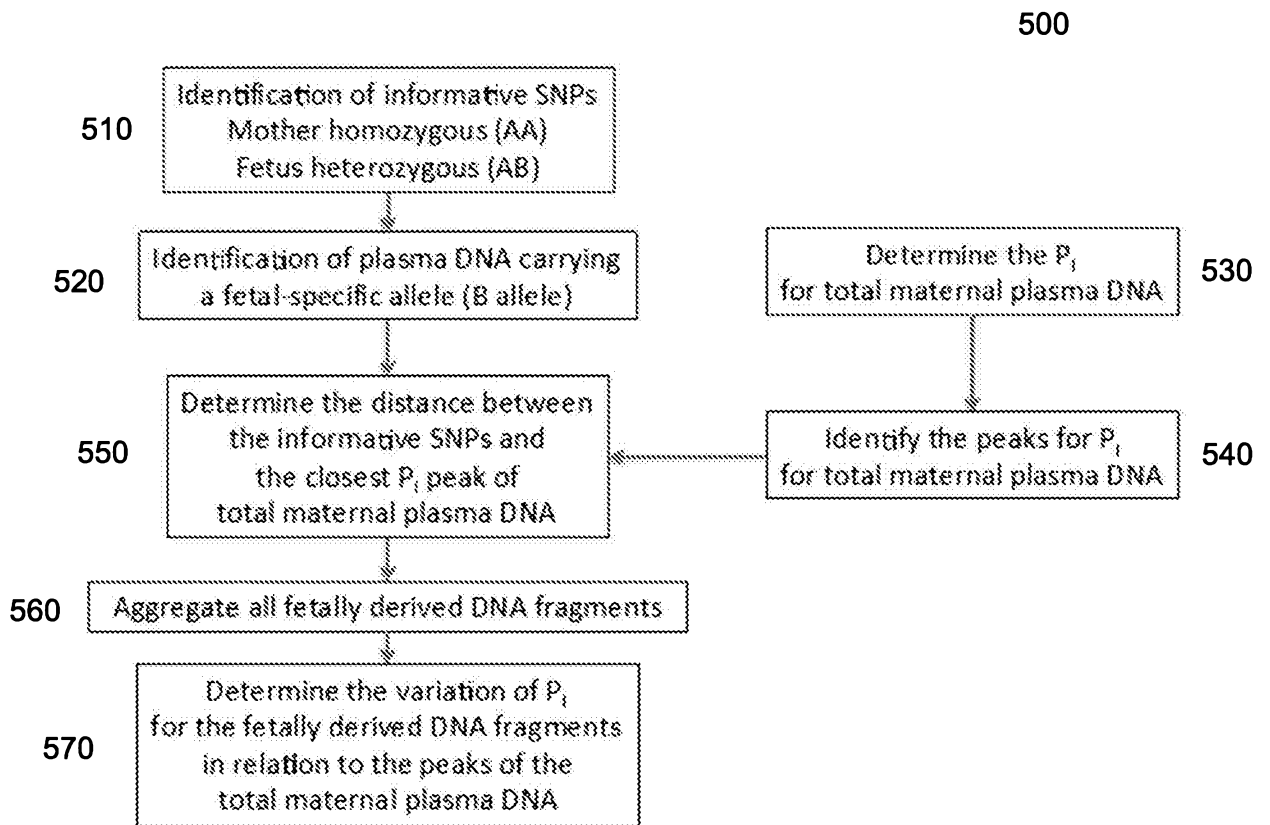 500
510
Identification of informative SNPs
Mother homozygous (AA)
Fetus heterozygous (AB)
520
Identification of plasma DNA carrying
a fetal-specific allele (B allele)
Determine the Pi
for total maternal plasma DNA
530
550
Determine the distance between
the informative SNPs and
the closest Pi peak of
total maternal plasma DNA
Identify the peaks for Pi
for total maternal plasma DNA
540
560
Aggregate all fetally derived DNA fragments
570
Determine the variation of Pi
for the fetally derived DNA fragments
in relation to the peaks of the
total maternal plasma DNA